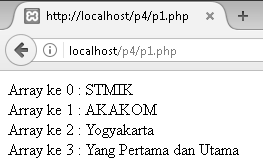 http://localhost/p4/p1.php
localhost/p4/p1.php
Array ke 0 : STMIK
Array ke 1 : AKAKOM
Array ke 2 : Yogyakarta
Array ke 3 : Yang Pertama dan Utama